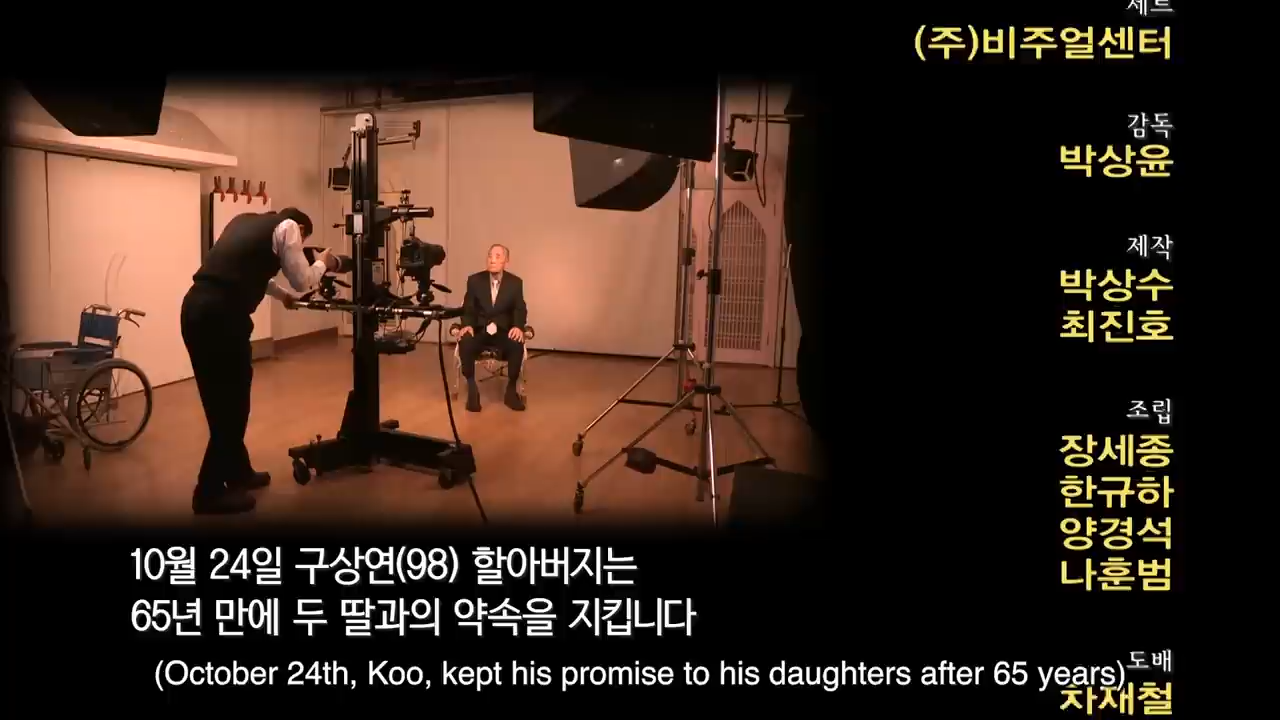 세트
(주)비주얼센터
감독
박상윤
제작
박상수
최진호
조립
장세종
한규하
양경석
나훈범
도배
차재철
10월 24일 구상연(98) 할아버지는
65년 만에 두 딸과의 약속을 지킵니다
(October 24th, Koo, kept his promise to his daughters after 65 years)